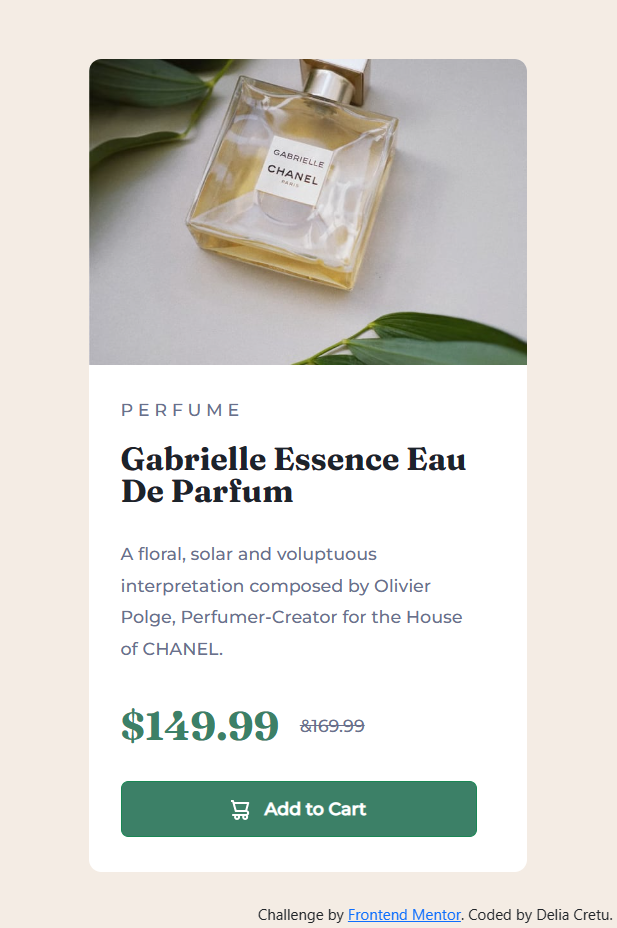 GABRIELLE
CHANEL
PARIS
PERFUME
Gabrielle Essence Eau
De Parfum
A floral, solar and voluptuous
interpretation composed by Olivier
Polge, Perfumer-Creator for the House
of CHANEL.
$149.99 &169.99
Add to Cart
Challenge by Frontend Mentor. Coded by Delia Cretu.